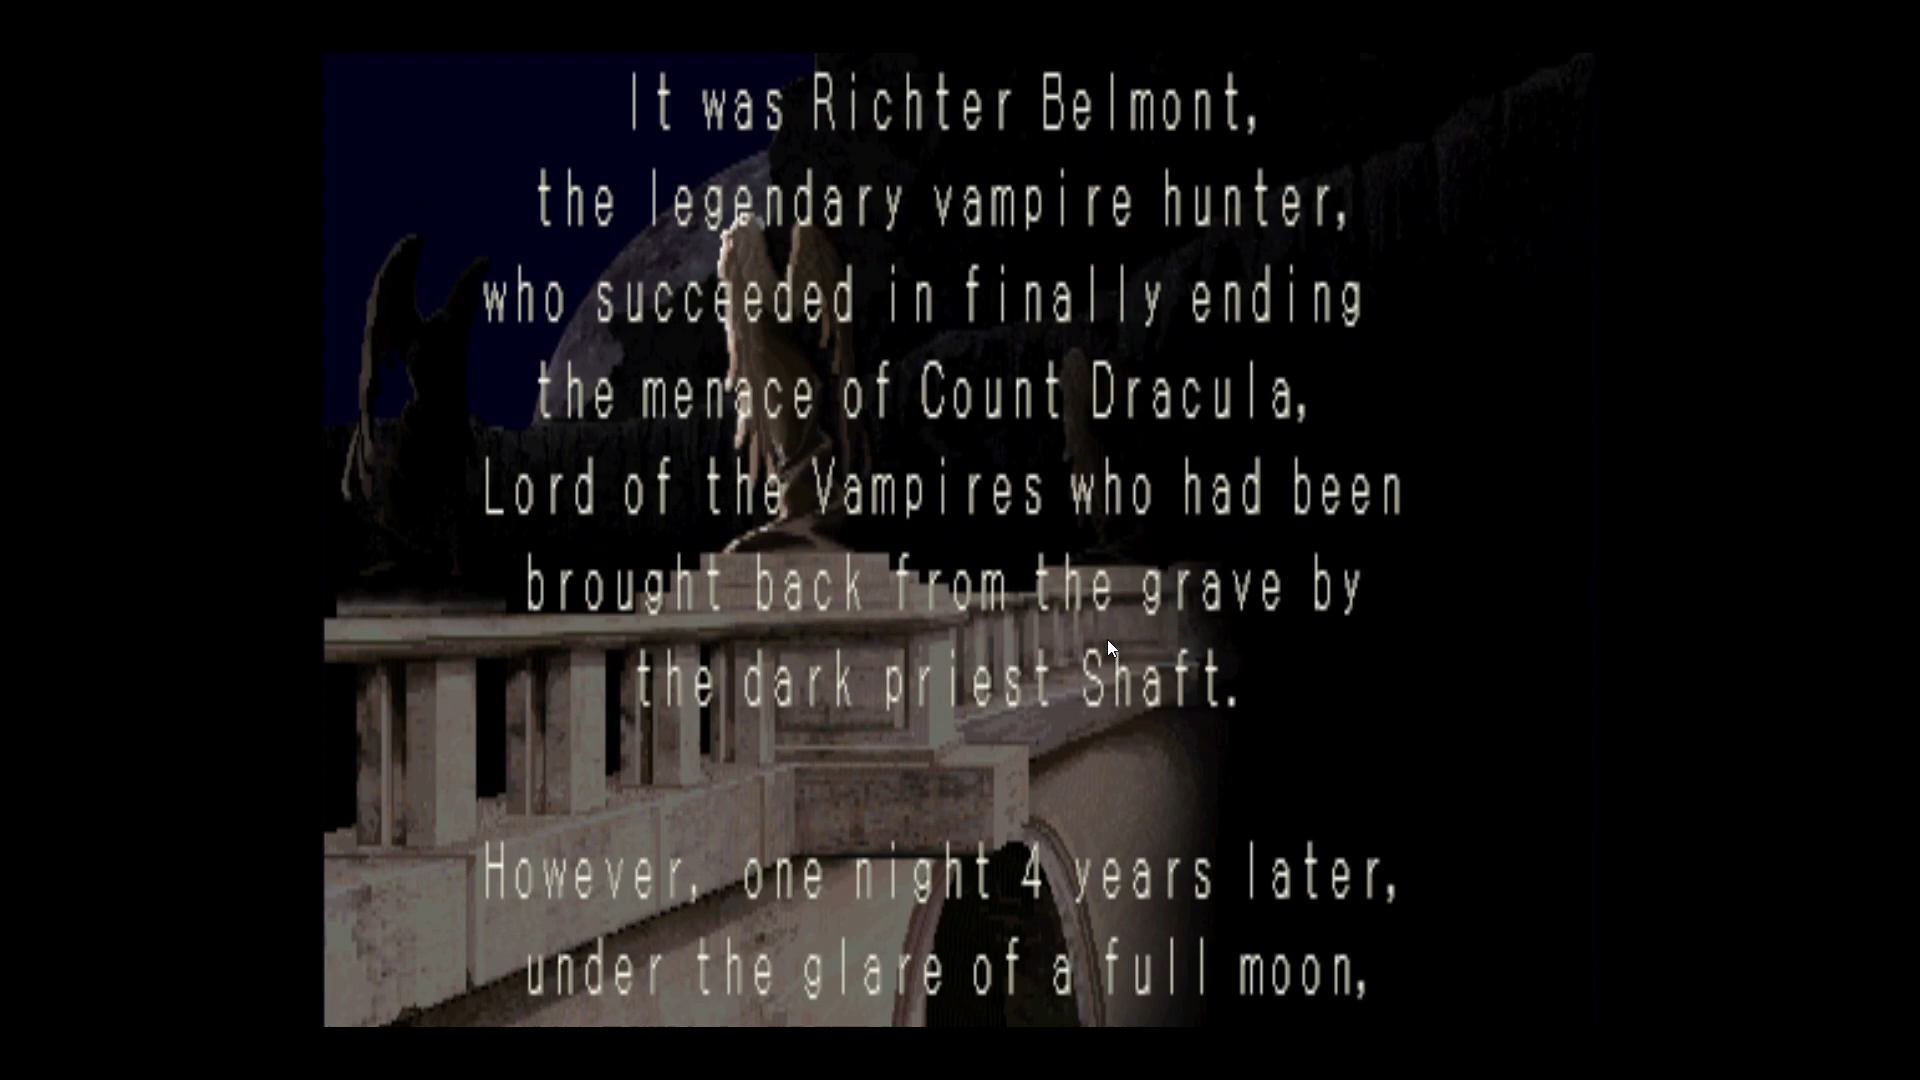 It was Richter Belmont,
the legendary vampire hunter,
who succeeded in finally ending
the menace of Count Dracula,
Lord of the Vampires who had been
brought back from the grave by
the dark priest Shaft.
However, one night 4 years later,
under the glare of a full moon,